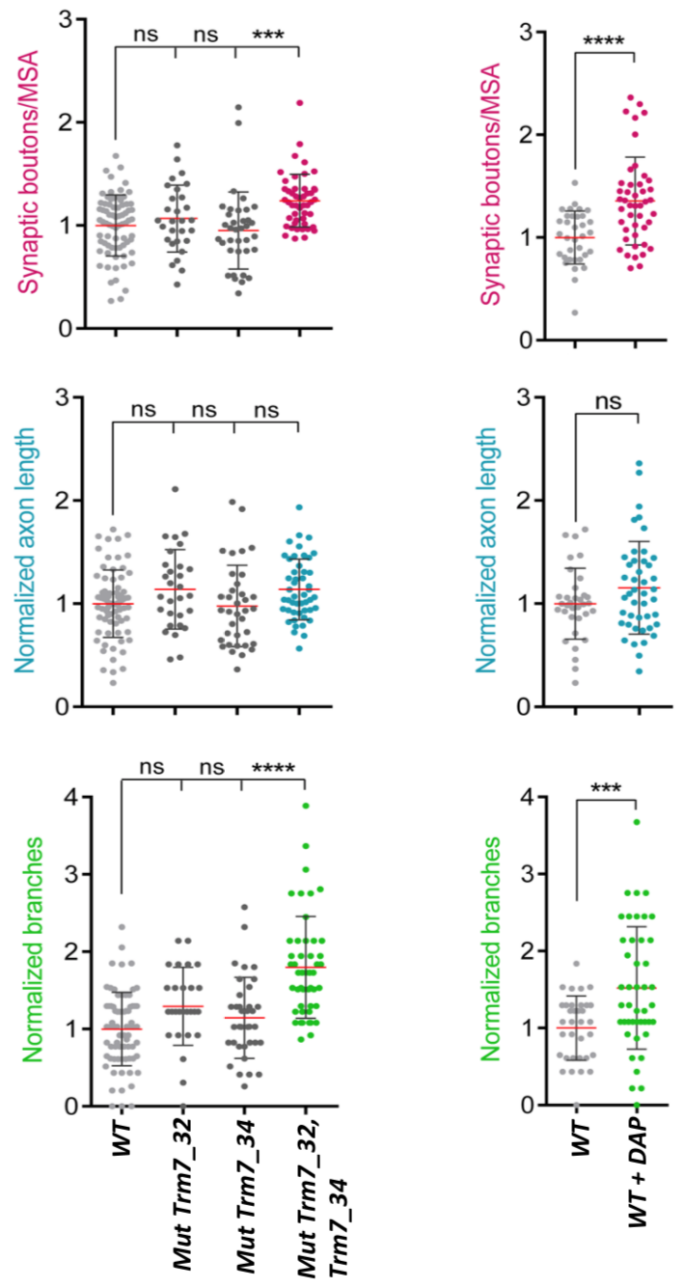 Synaptic boutons/MSA
3
2
1
0
ns
ns
***
Synaptic boutons/MSA
3
2
1
0
****
Normalized axon length
3
2
1
0
ns
ns
ns
Normalized axon length
3
2
1
0
ns
Normalized branches
4
3
2
1
0
ns
ns
****
WT
Mut Trm7_32
Mut Trm7_34
Mut Trm7_32,
Trm7_34
Normalized branches
4
3
2
1
0
***
WT
WT + DAP